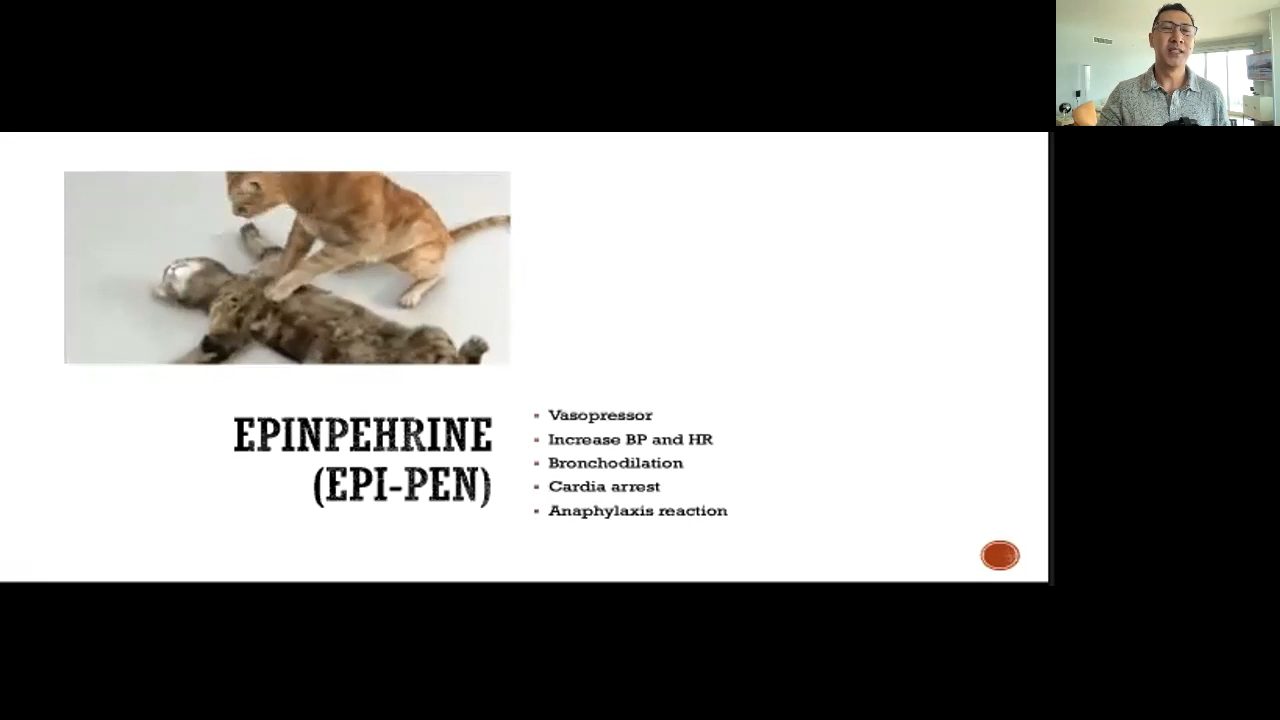 EPINPEHRINE
(EPI-PEN)
▪ Vasopressor
▪ Increase BP and HR
▪ Bronchodilation
▪ Cardia arrest
▪ Anaphylaxis reaction